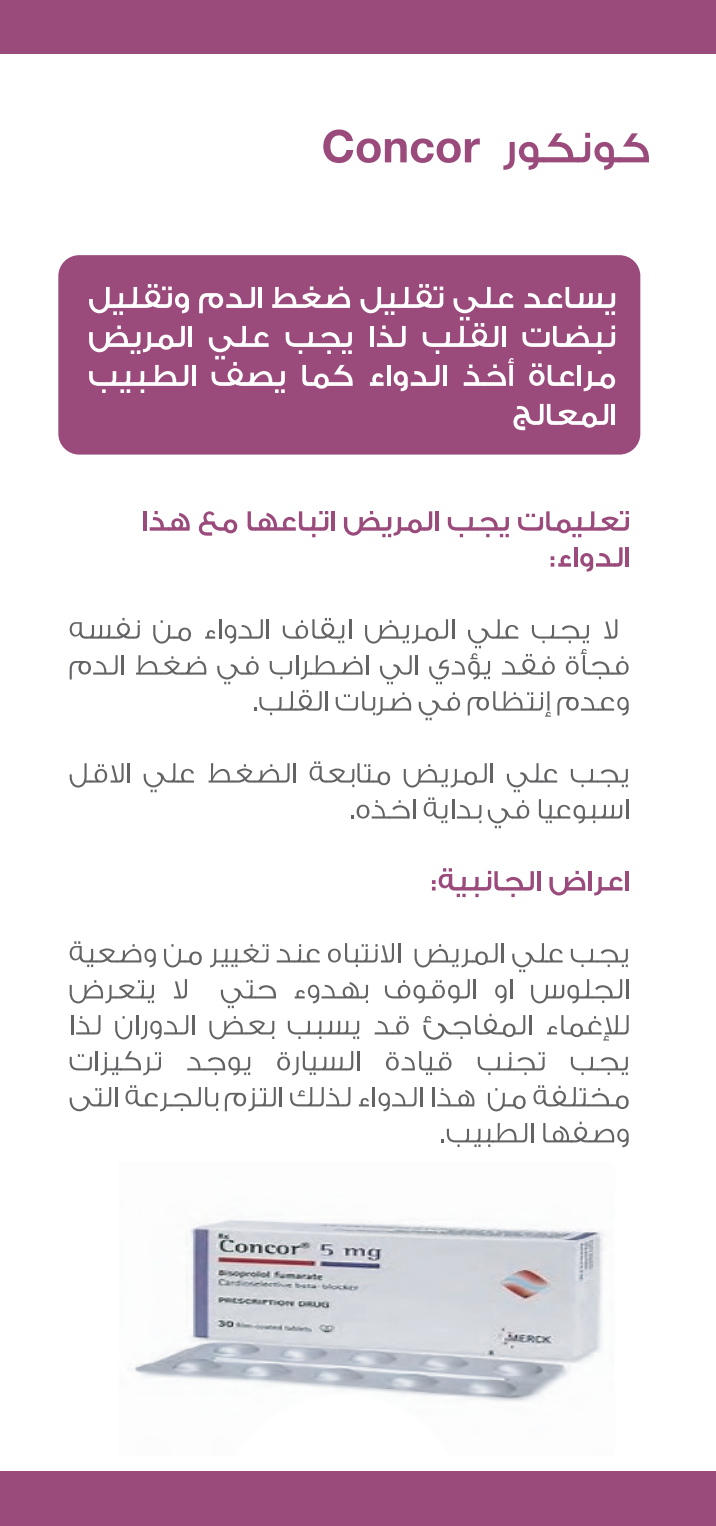 كونكور Concor
يساعد علي تقليل ضغط الدم وتقليل
نبضات القلب لذا يجب علي المريض
مراعاة أخذ الدواء كما يصف الطبيب
المعالج
تعليمات يجب المريض اتباعها مع هذا
الدواء:
لا يجب علي المريض ايقاف الدواء من نفسه
فجأة فقد يؤدي الي اضطراب في ضغط الدم
وعدم إنتظام في ضربات القلب.
يجب علي المريض متابعة الضغط علي الاقل
اسبوعيا في بداية اخذه.
اعراض الجانبية:
يجب علي المريض الانتباه عند تغيير من وضعية
الجلوس او الوقوف بهدوء حتي لا يتعرض
للإغماء المفاجئ قد يسبب بعض الدوران لذا
يجب تجنب قيادة السيارة يوجد تركيزات
مختلفة من هذا الدواء لذلك التزم بالجرعة التى
وصفها الطبيب.
Rx
Concor® 5 mg
Bisoprolol fumarate
Cardioselective beta-blocker
PRESCRIPTION DRUG
30 film-coated tablets
MERCK